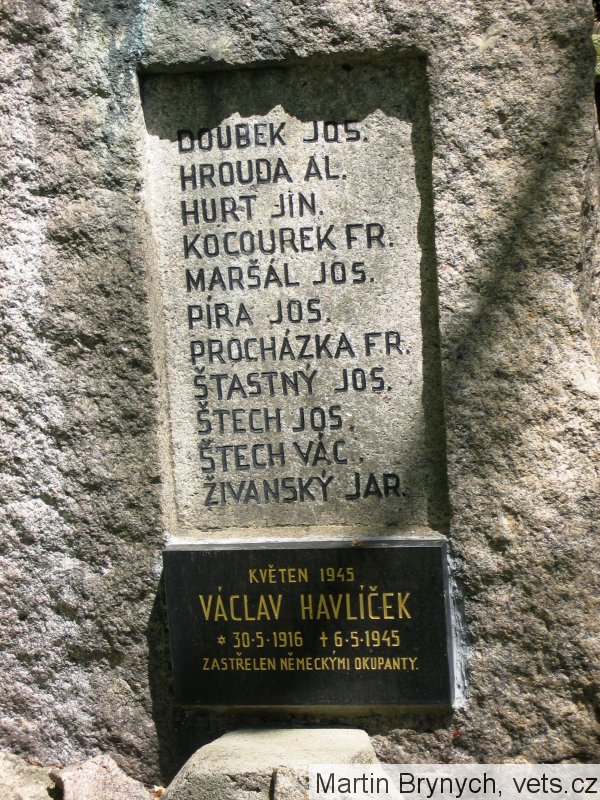 DOUBEK JOS.
HROUDA AL.
HURT JIN.
KOCOUREK FR.
MARŠÁL JOS.
PÍRA JOS.
PROCHÁZKA FR.
ŠTASTNÝ JOS.
ŠTECH JOS.
ŠTECH VÁC.
ŽIVANSKÝ JAR.
KVĚTEN 1945
VÁCLAV HAVLÍČEK
✡ 30·5·1916 ✝ 6·5·1945
ZASTŘELEN NĚMECKÝMI OKUPANTY.
Martin Brynych, vets.cz